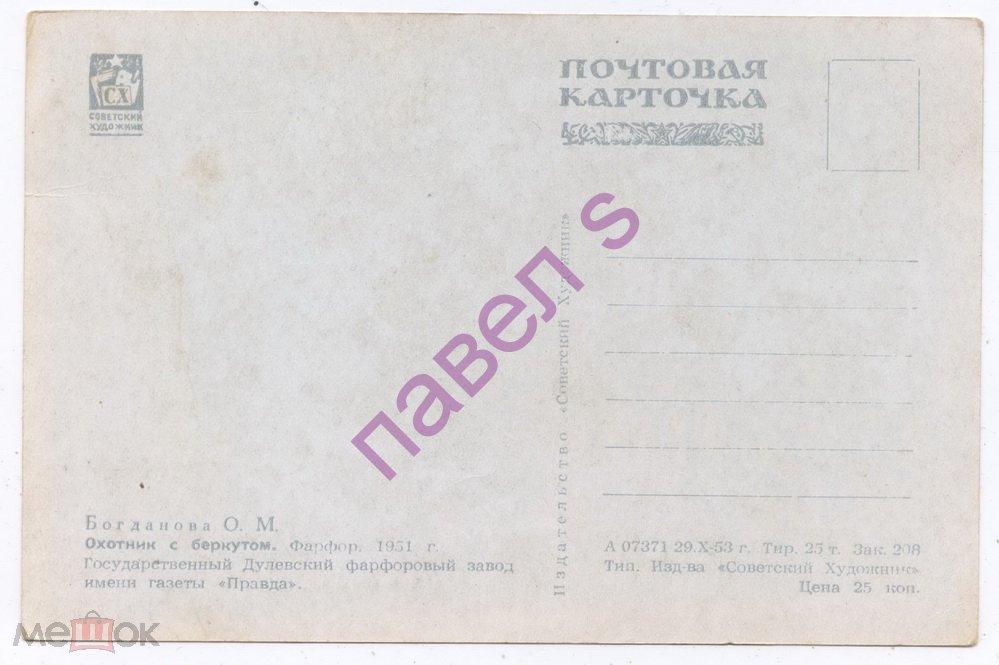 СХ
СОВЕТСКИЙ
ХУДОЖНИК
ПОЧТОВАЯ
КАРТОЧКА
Издательство «Советский Художник»
павел s
Богданова О. М.
Охотник с беркутом. Фарфор. 1951 г.
Государственный Дулевский фарфоровый завод
имени газеты «Правда».
А 07371 29.X-53 г. Тир. 25 т. Зак. 208
Тип. Изд-ва «Советский Художник»
Цена 25 коп.
мешок